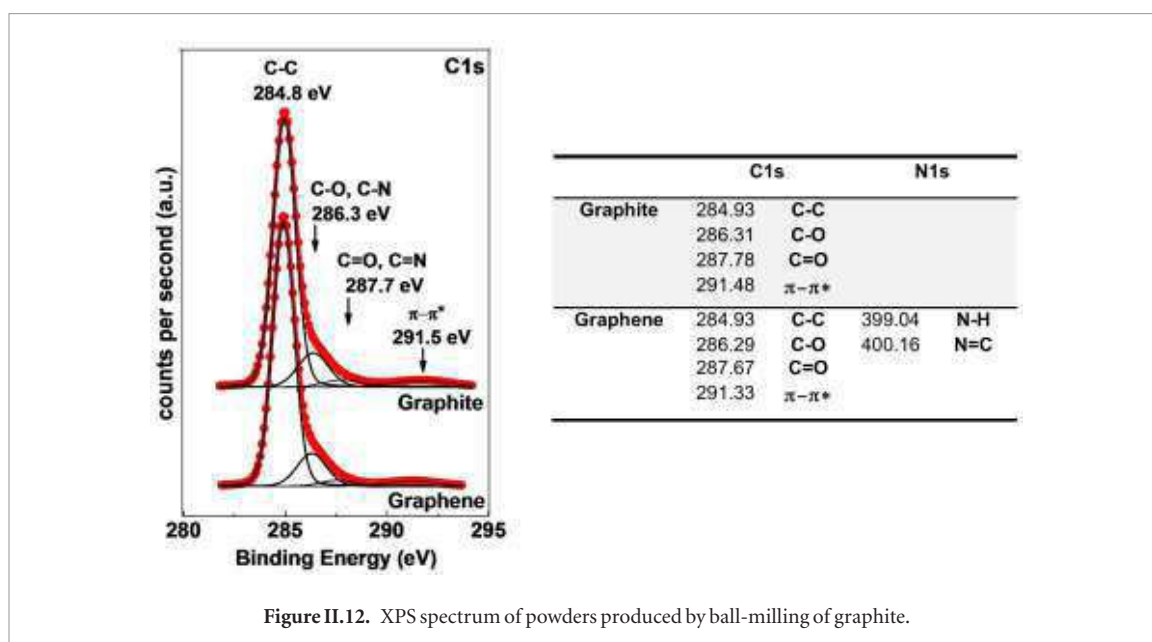 C-C
284.8 eV
C1s
C-O, C-N
286.3 eV
C=O, C=N
287.7 eV
π-π*
291.5 eV
Graphite
Graphene
counts per second (a.u.)
280 285 290 295
Binding Energy (eV)
C1s N1s
Graphite 284.93 C-C
286.31 C-O
287.78 C=O
291.48 π-π*
Graphene 284.93 C-C 399.04 N-H
286.29 C-O 400.16 N=C
287.67 C=O
291.33 π-π*
Figure II.12. XPS spectrum of powders produced by ball-milling of graphite.